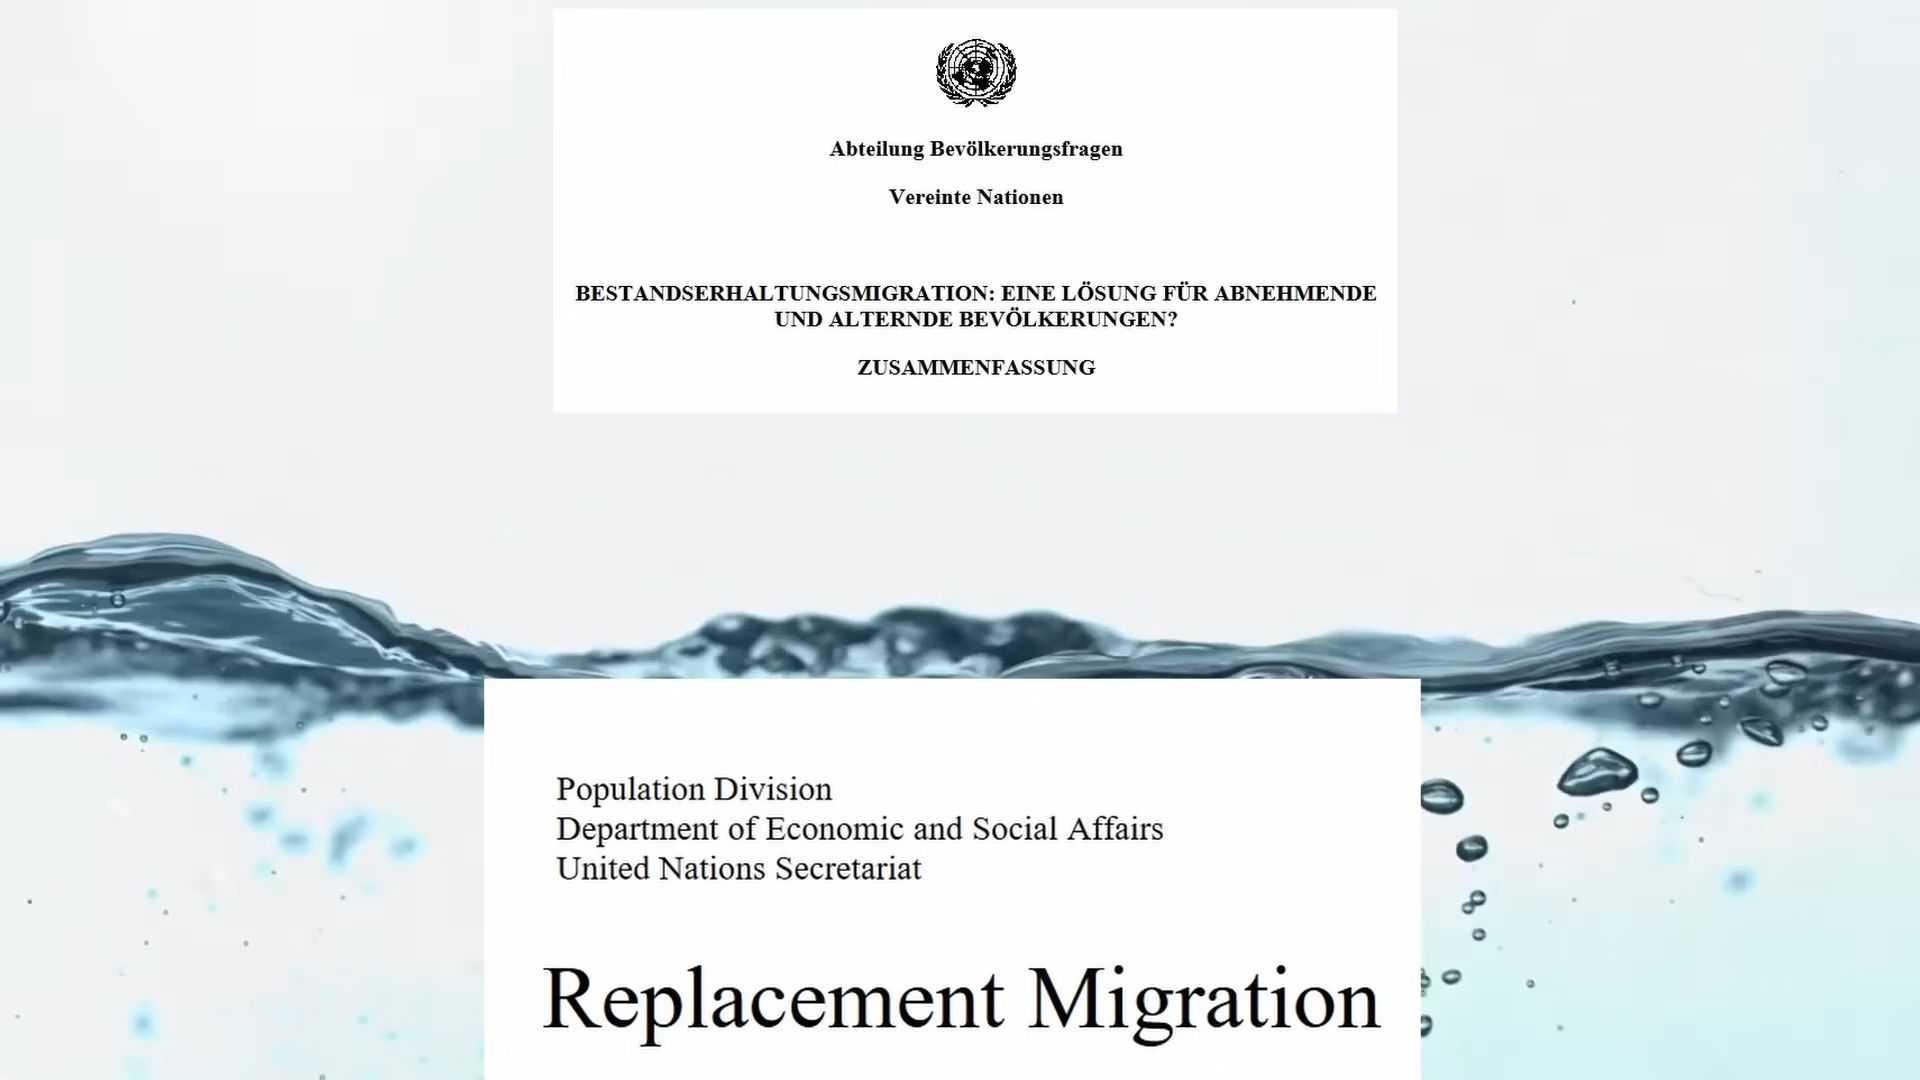 Abteilung Bevölkerungsfragen
Vereinte Nationen
BESTANDSERHALTUNGSMIGRATION: EINE LÖSUNG FÜR ABNEHMENDE
UND ALTERNDE BEVÖLKERUNGEN?
ZUSAMMENFASSUNG
Population Division
Department of Economic and Social Affairs
United Nations Secretariat
Replacement Migration